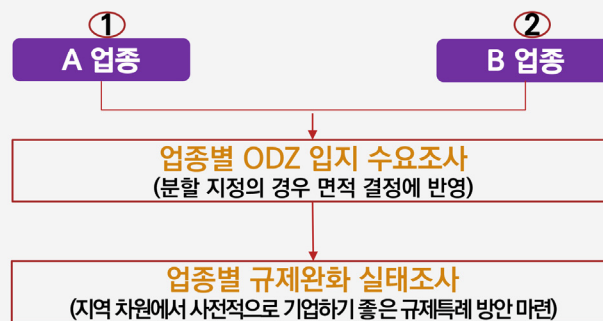 ① ②
A 업종 B 업종
업종별 ODZ 입지 수요조사
(분할 지정의 경우 면적 결정에 반영)
업종별 규제완화 실태조사
(지역 차원에서 사전적으로 기업하기 좋은 규제특례 방안 마련)